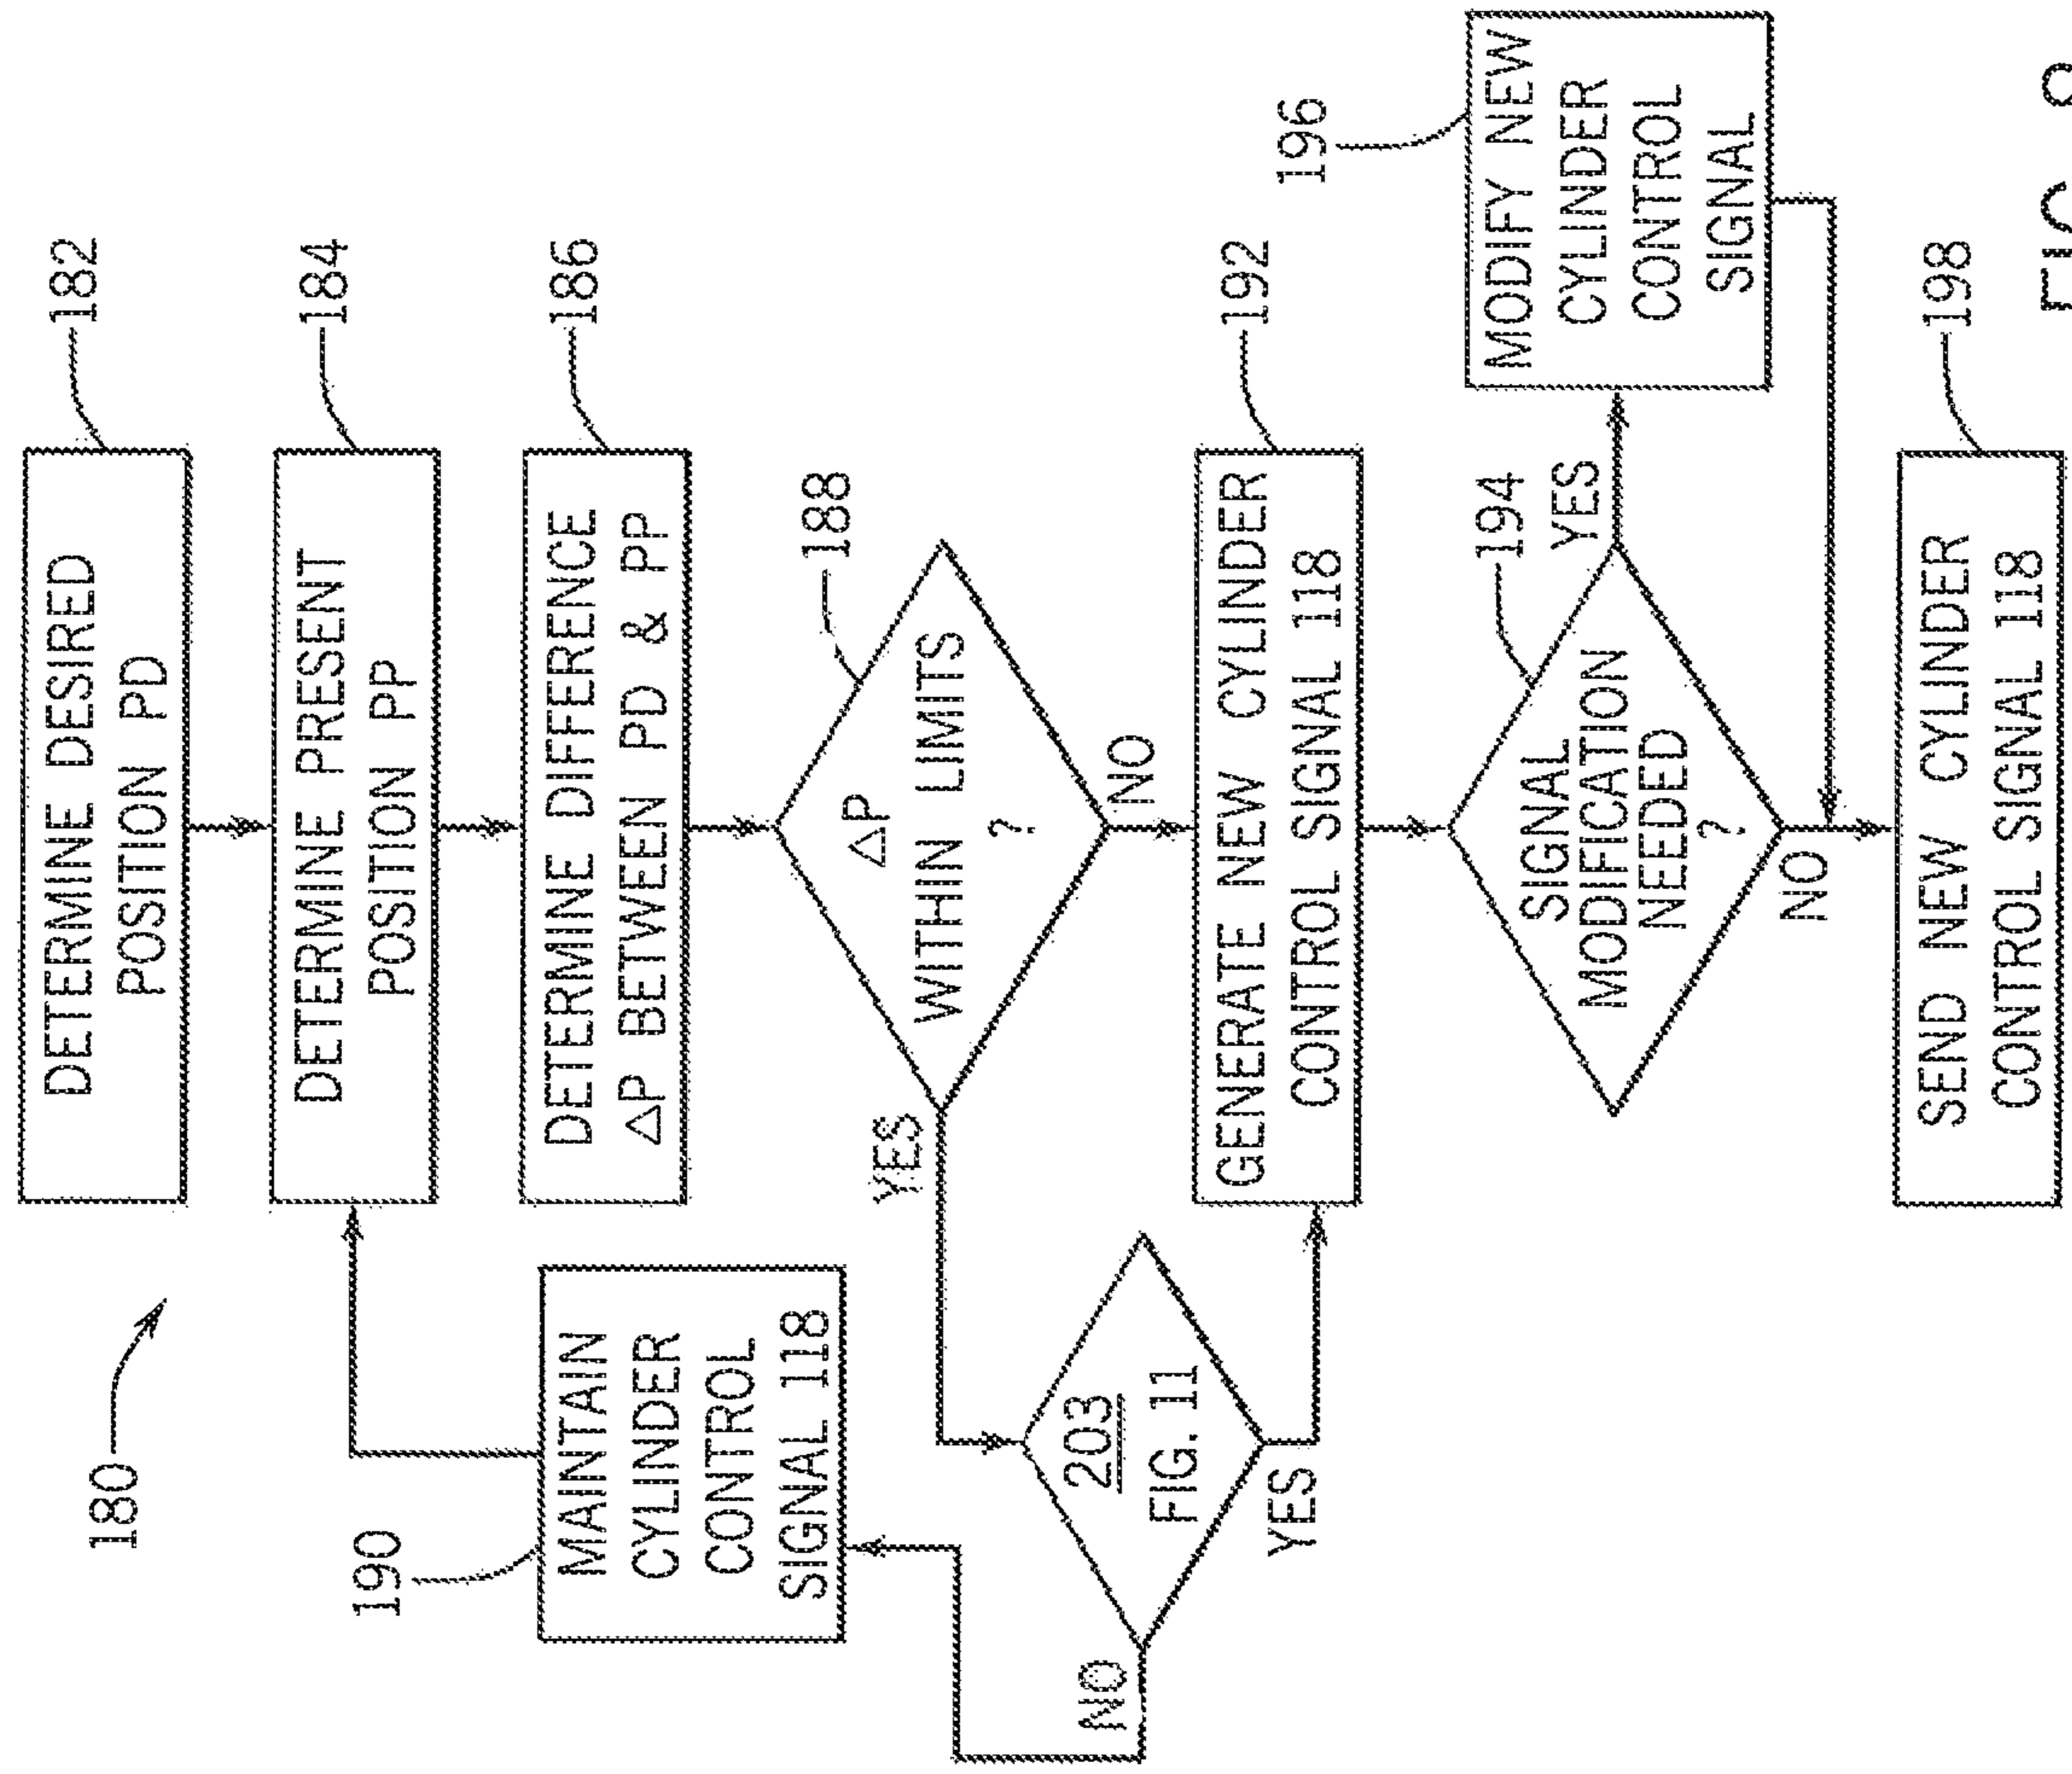 180
DETERMINE DESIRED
POSITION PD
182
DETERMINE PRESENT
POSITION PP
184
DETERMINE DIFFERENCE
△P BETWEEN PD & PP
186
△P
WITHIN LIMITS
?
188
YES
NO
190
MAINTAIN
CYLINDER
CONTROL
SIGNAL 118
203
FIG. 11
NO
YES
GENERATE NEW CYLINDER
CONTROL SIGNAL 118
192
SIGNAL
MODIFICATION
NEEDED
?
194
YES
NO
196
MODIFY NEW
CYLINDER
CONTROL
SIGNAL
SEND NEW CYLINDER
CONTROL SIGNAL 118
198